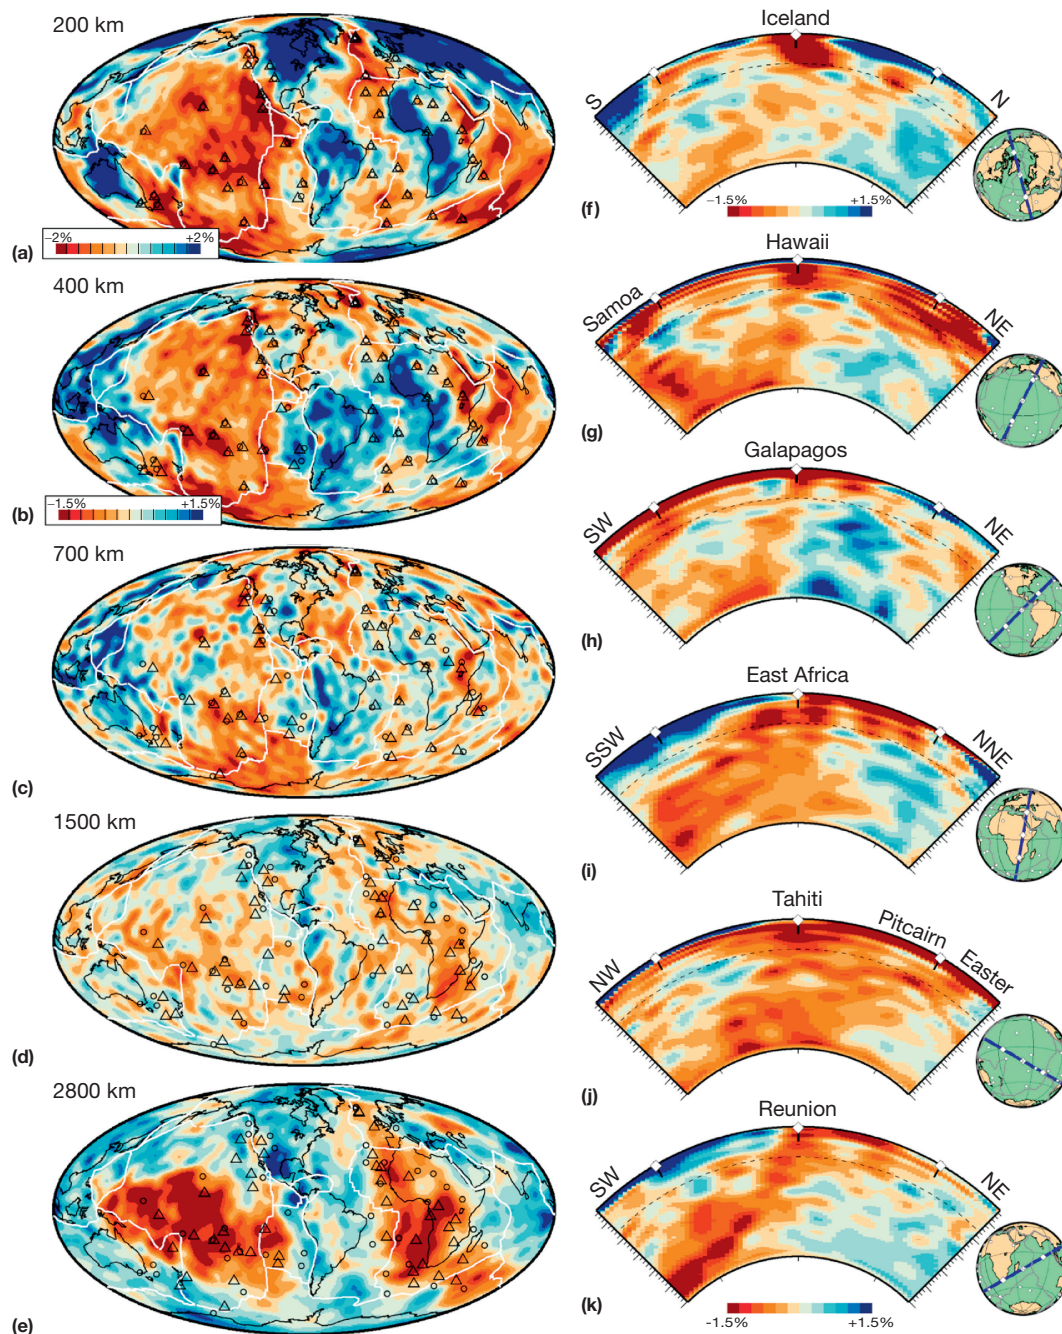 200 km
(a)
−2% +2%
400 km
(b)
−1.5% +1.5%
700 km
(c)
1500 km
(d)
2800 km
(e)
Iceland
S N
(f)
−1.5% +1.5%
Hawaii
Samoa NE
(g)
Galapagos
SW NE
(h)
East Africa
SSW NNE
(i)
Tahiti
Pitcairn
NW Easter
(j)
Reunion
SW NE
(k)
-1.5% +1.5%